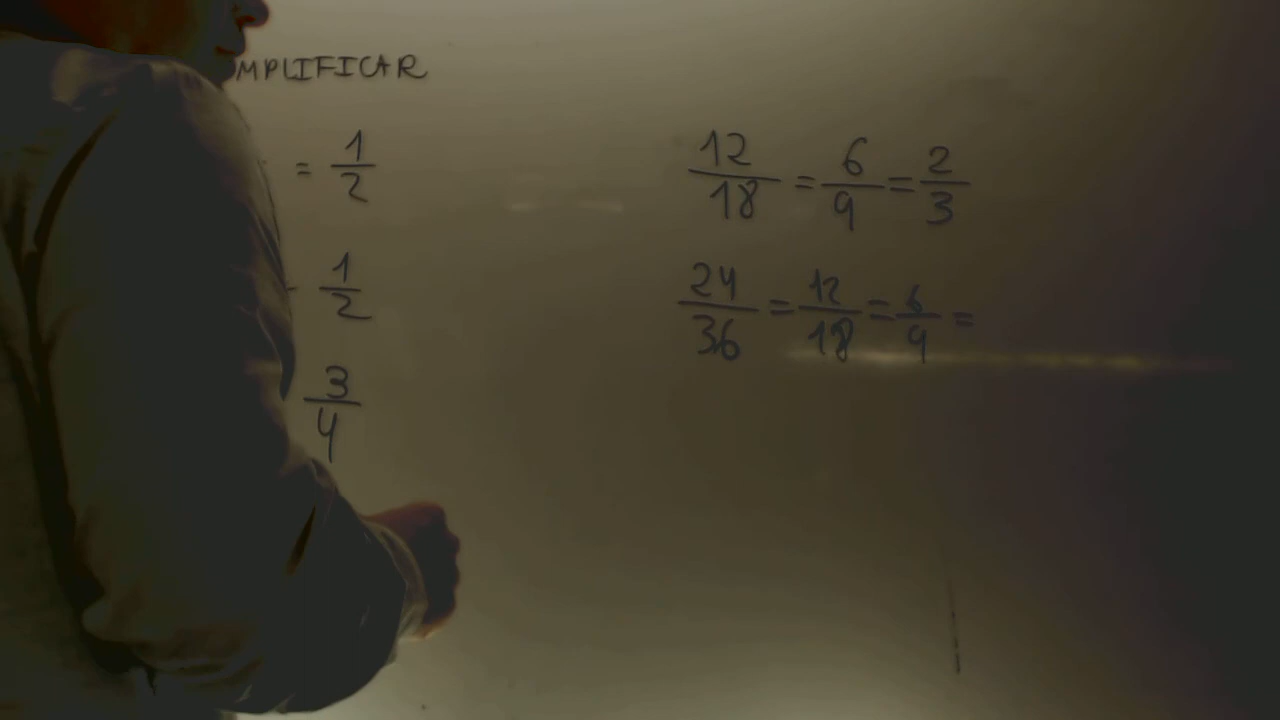 MPLIFICAR
= 1/2
1/2
3/4
12/18 = 6/9 = 2/3
24/36 = 12/18 = 6/9 =